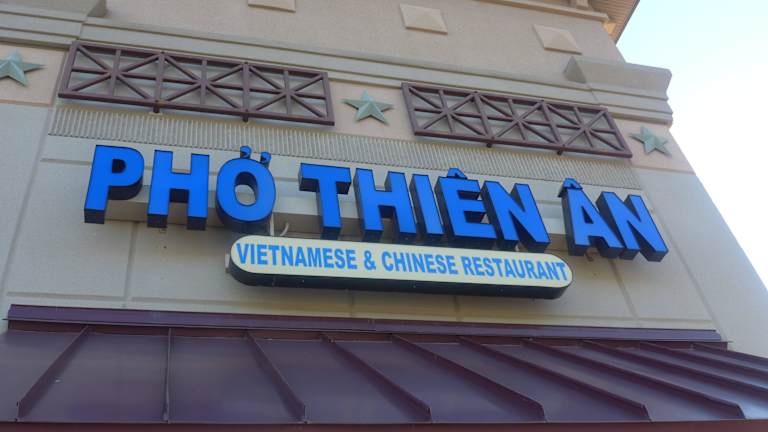 PHỞ THIÊN ÂN
VIETNAMESE & CHINESE RESTAURANT